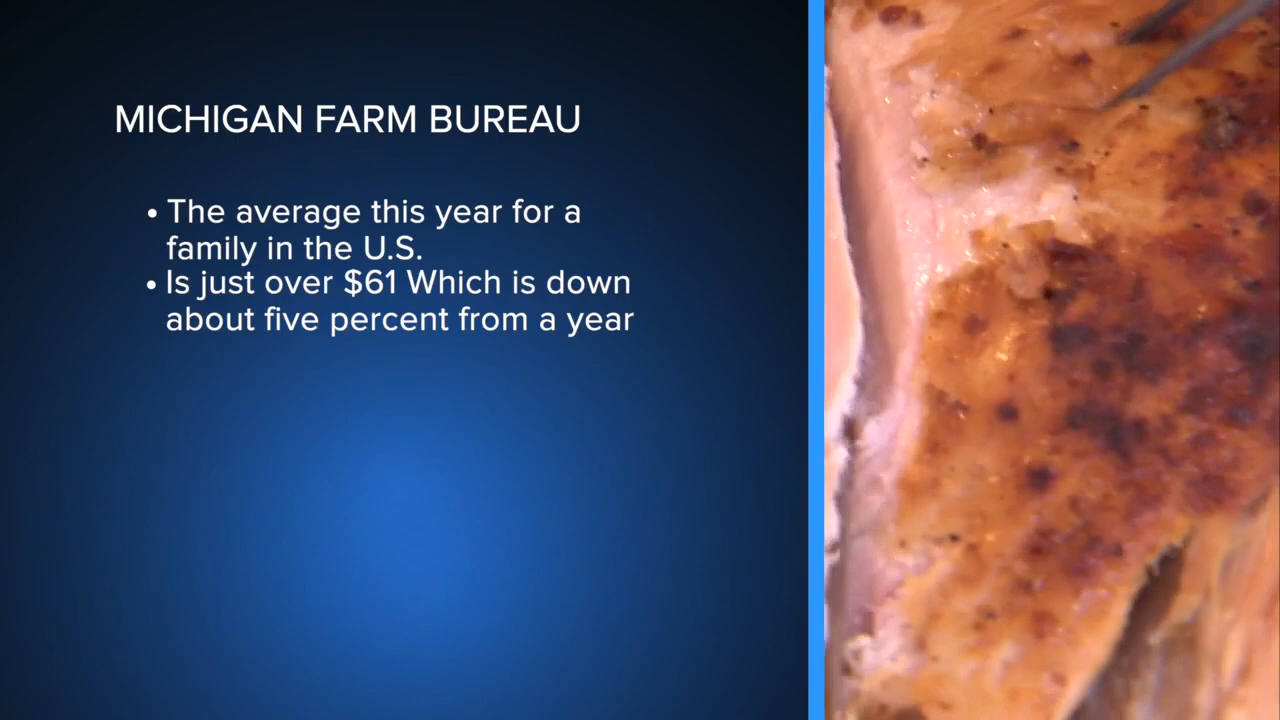 MICHIGAN FARM BUREAU
• The average this year for a
family in the U.S.
• Is just over $61 Which is down
about five percent from a year